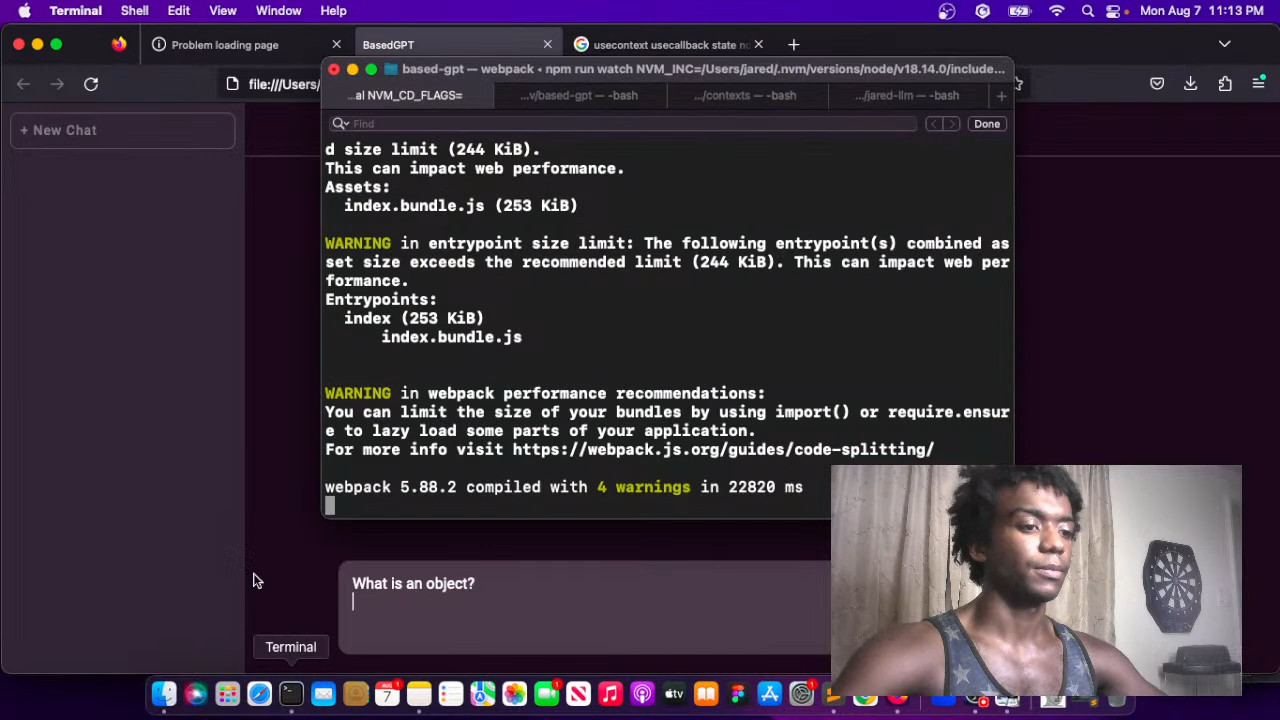 Terminal Shell Edit View Window Help Mon Aug 7 11:13 PM
Problem loading page
BasedGPT
usecontext usecallback state no
based-gpt — webpack ◂ npm run watch NVM_INC=/Users/jared/.nvm/versions/node/v18.14.0/include...
file:///Users/
...al NVM_CD_FLAGS=
...v/based-gpt — -bash
.../contexts — -bash
.../jared-llm — -bash
+ New Chat
Find
Done
d size limit (244 KiB).
This can impact web performance.
Assets:
index.bundle.js (253 KiB)
WARNING in entrypoint size limit: The following entrypoint(s) combined as
set size exceeds the recommended limit (244 KiB). This can impact web per
formance.
Entrypoints:
index (253 KiB)
index.bundle.js
WARNING in webpack performance recommendations:
You can limit the size of your bundles by using import() or require.ensur
e to lazy load some parts of your application.
For more info visit https://webpack.js.org/guides/code-splitting/
webpack 5.88.2 compiled with 4 warnings in 22820 ms
What is an object?
Terminal